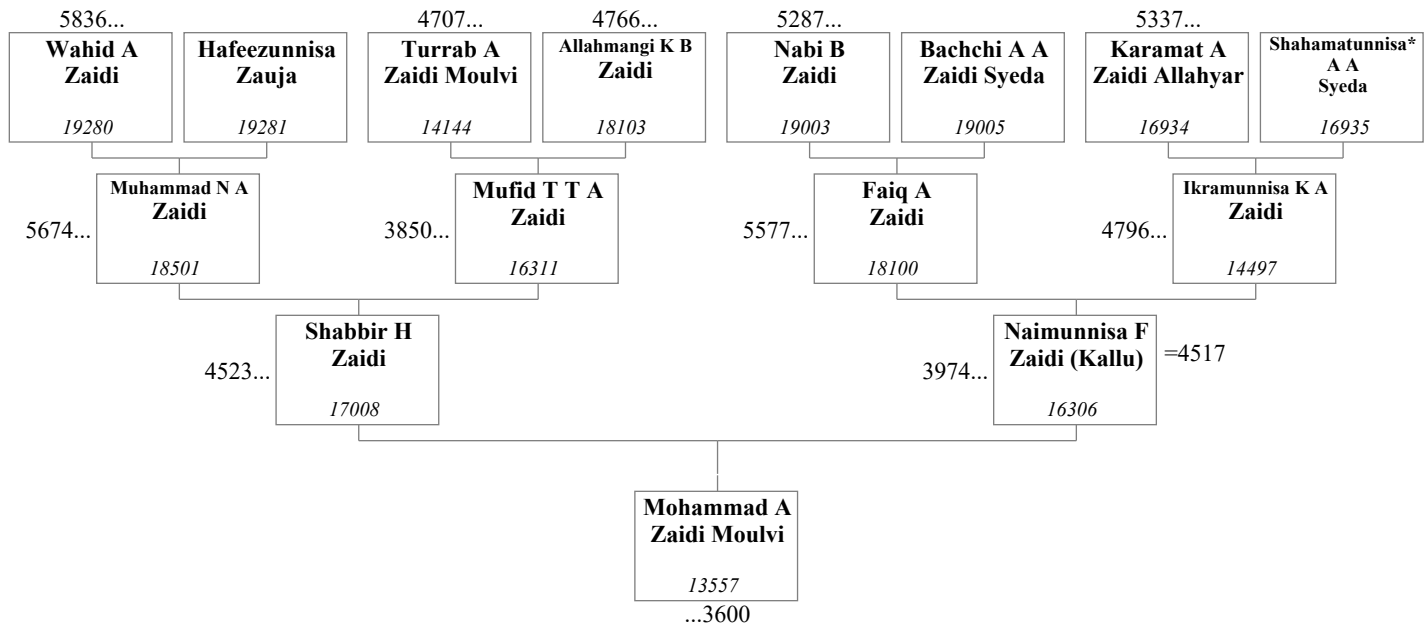 5836...
4707...
4766...
5287...
5337...
Wahid A
Zaidi
19280
Hafeezunnisa
Zauja
19281
Turrab A
Zaidi Moulvi
14144
Allahmangi K B
Zaidi
18103
Nabi B
Zaidi
19003
Bachchi A A
Zaidi Syeda
19005
Karamat A
Zaidi Allahyar
16934
Shahamatunnisa*
A A
Syeda
16935
5674...
Muhammad N A
Zaidi
18501
3850...
Mufid T T A
Zaidi
16311
5577...
Faiq A
Zaidi
18100
4796...
Ikramunnisa K A
Zaidi
14497
4523...
Shabbir H
Zaidi
17008
3974...
Naimunnisa F
Zaidi (Kallu)
16306
=4517
Mohammad A
Zaidi Moulvi
13557
...3600